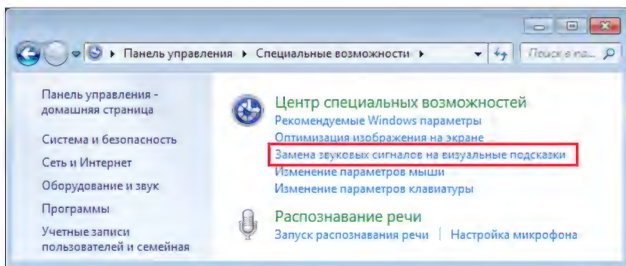 Панель управления ▸ Специальные возможности ▸
Поиск в па...
Панель управления -
домашняя страница
Система и безопасность
Сеть и Интернет
Оборудование и звук
Программы
Учетные записи
пользователей и семейная
Центр специальных возможностей
Рекомендуемые Windows параметры
Оптимизация изображения на экране
Замена звуковых сигналов на визуальные подсказки
Изменение параметров мыши
Изменение параметров клавиатуры
Распознавание речи
Запуск распознавания речи | Настройка микрофона